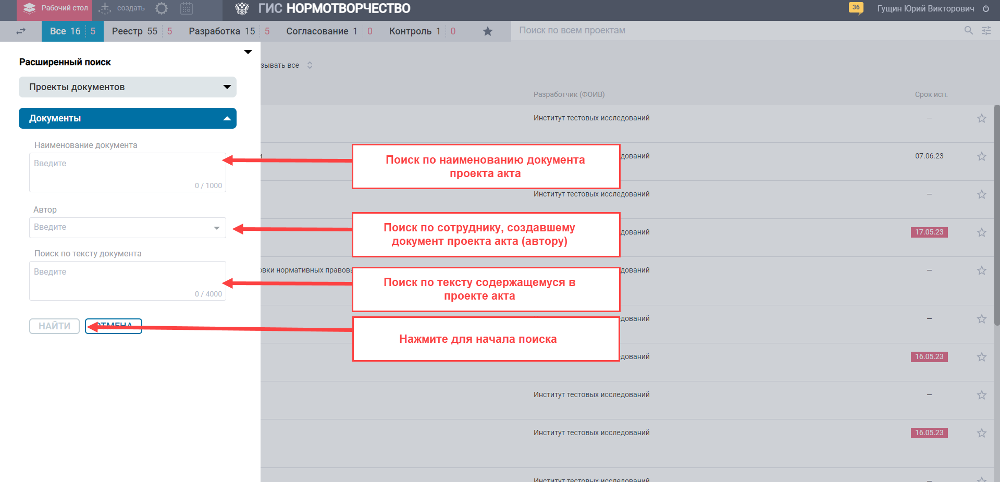 Рабочий стол
создать
ГИС НОРМОТВОРЧЕСТВО
36
Гущин Юрий Викторович
Все 16 5
Реестр 55 5
Разработка 15 5
Согласование 1 0
Контроль 1 0
Поиск по всем проектам
Расширенный поиск
зывать все
Проекты документов
Разработчик (ФОИВ)
Срок исп.
Документы
Институт тестовых исследований
—
Наименование документа
Введите
0 / 1000
Поиск по наименованию документа
проекта акта
дований
07.06.23
Институт тестовых исследований
—
Автор
Введите
Поиск по сотруднику, создавшему
документ проекта акта (автору)
дований
17.05.23
Поиск по тексту документа
Введите
0 / 4000
овки нормативных правовы
Поиск по тексту содержащемуся в
проекте акта
дований
—
НАЙТИ
ОТМЕНА
дований
—
Нажмите для начала поиска
дований
16.05.23
Институт тестовых исследований
—
Институт тестовых исследований
16.05.23
Институт тестовых исследований
—